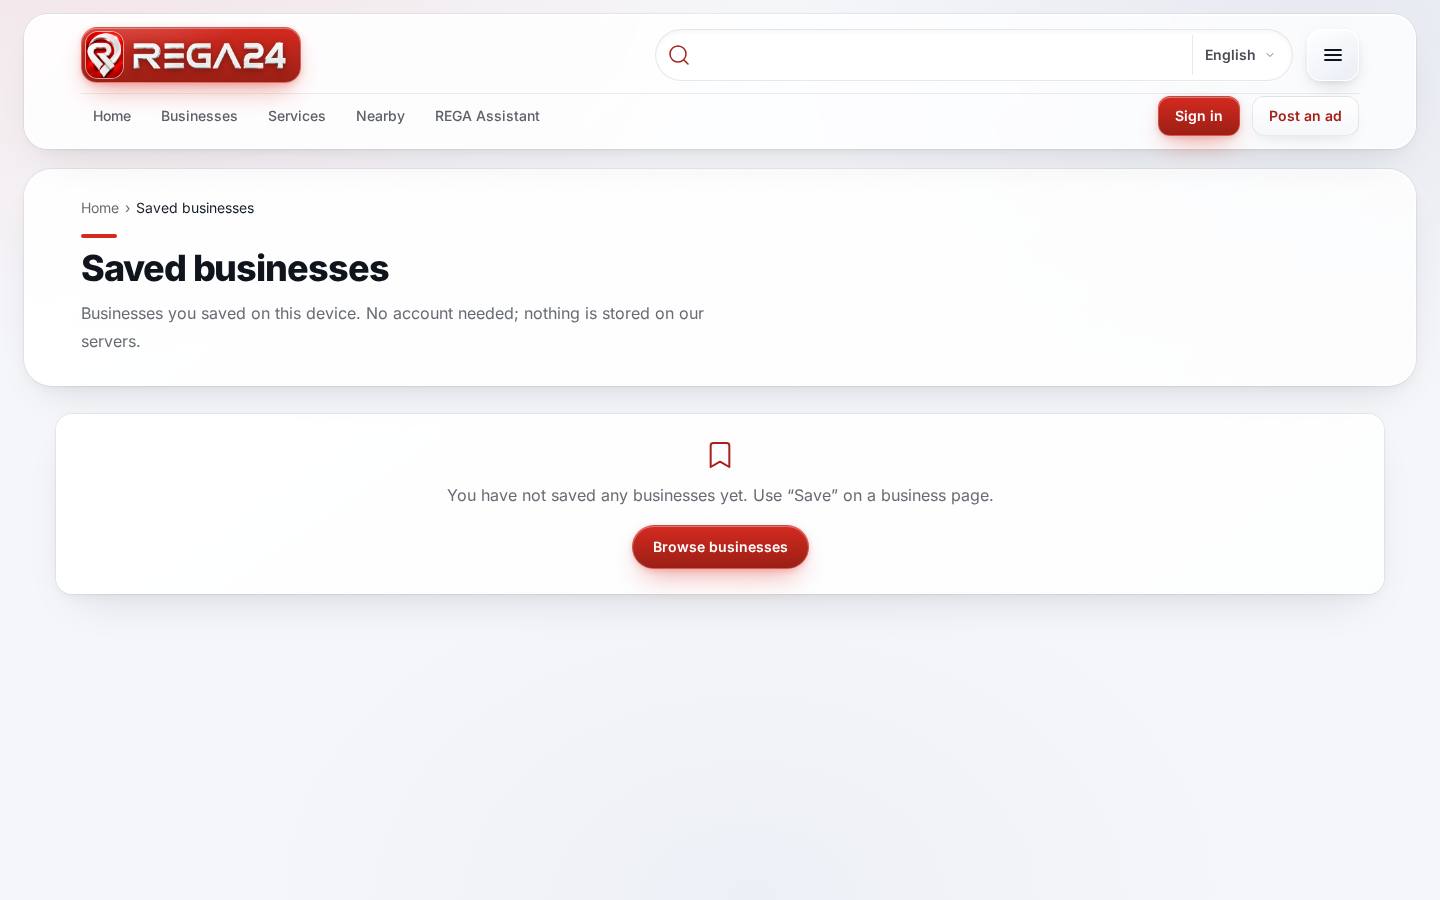 REGA24
English
Home
Businesses
Services
Nearby
REGA Assistant
Sign in
Post an ad
Home › Saved businesses
Saved businesses
Businesses you saved on this device. No account needed; nothing is stored on our
servers.
You have not saved any businesses yet. Use “Save” on a business page.
Browse businesses